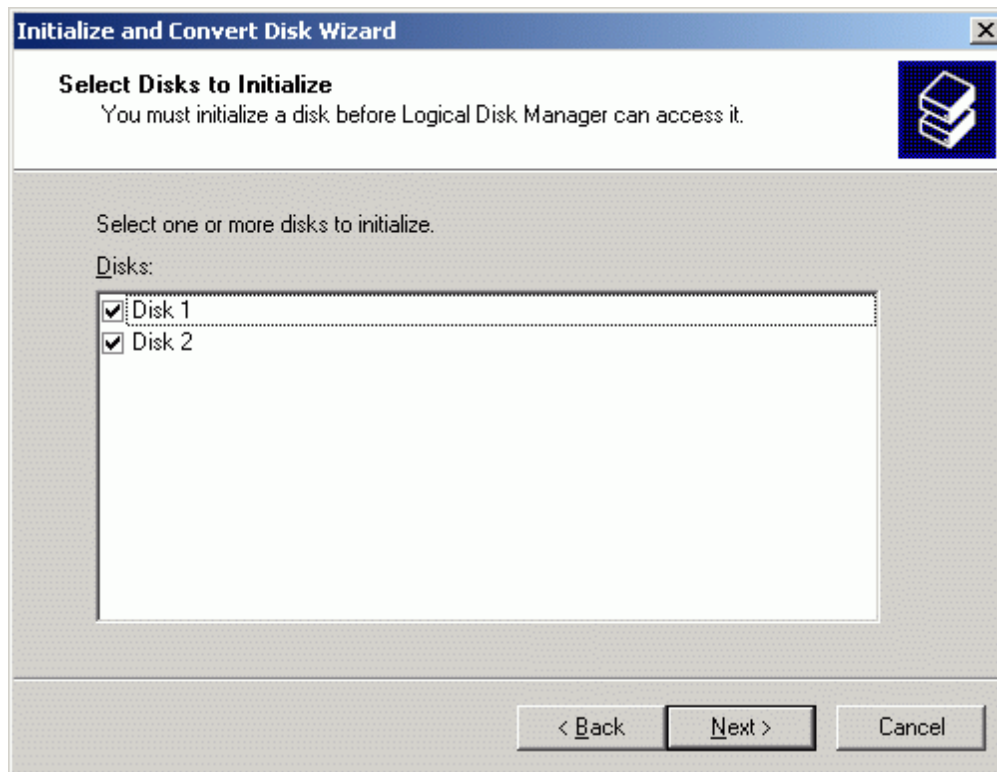 Initialize and Convert Disk Wizard
Select Disks to Initialize
You must initialize a disk before Logical Disk Manager can access it.
Select one or more disks to initialize.
Disks:
Disk 1
Disk 2
< Back Next > Cancel